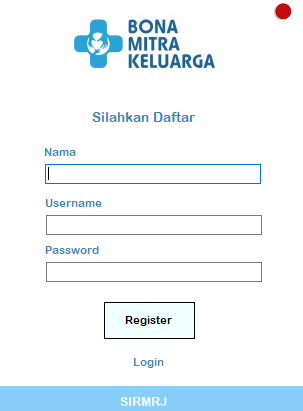 BONA
MITRA
KELUARGA
Silahkan Daftar
Nama
Username
Password
Register
Login
SIRMRJ